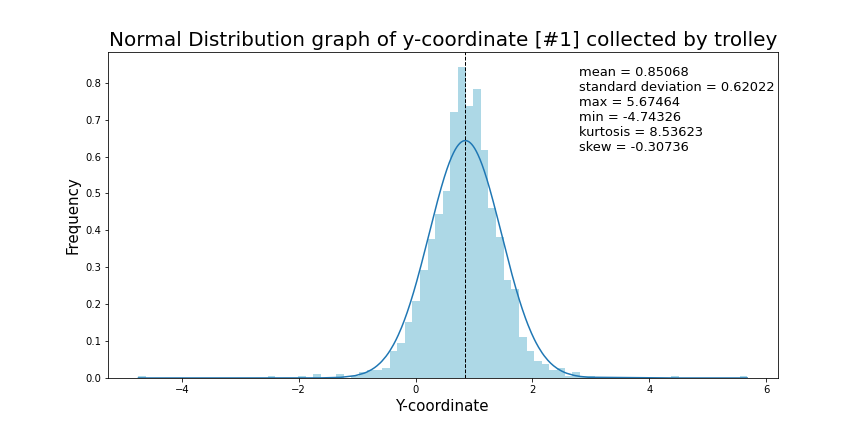 Normal Distribution graph of y-coordinate [#1] collected by trolley
mean = 0.85068
standard deviation = 0.62022
max = 5.67464
min = -4.74326
kurtosis = 8.53623
skew = -0.30736
Frequency
0.8
0.7
0.6
0.5
0.4
0.3
0.2
0.1
0.0
−4
−2
0
2
4
6
Y-coordinate